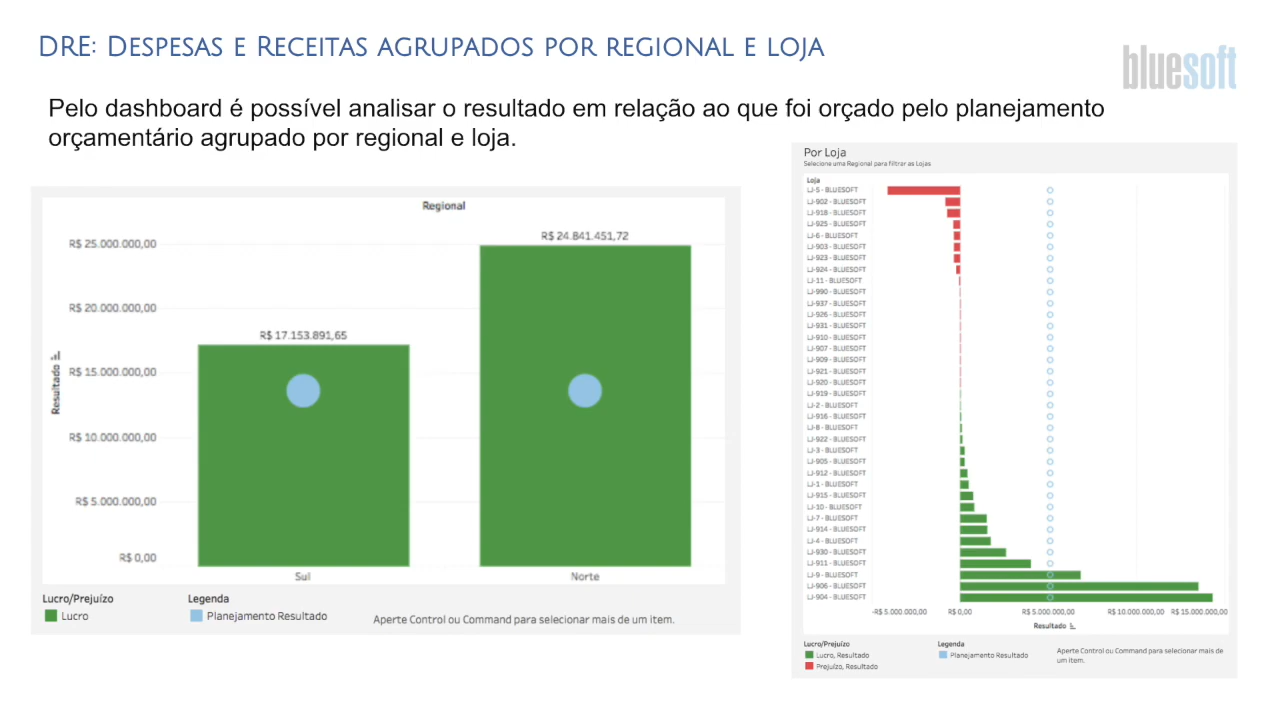 DRE: Despesas e Receitas agrupados por regional e loja
bluesoft
Pelo dashboard é possível analisar o resultado em relação ao que foi orçado pelo planejamento
orçamentário agrupado por regional e loja.
Regional
R$ 25.000.000,00
R$ 20.000.000,00
R$ 15.000.000,00
R$ 10.000.000,00
R$ 5.000.000,00
R$ 0,00
Resultado
R$ 17.153.891,65
R$ 24.841.451,72
Sul
Norte
Lucro/Prejuízo
Lucro
Legenda
Planejamento Resultado
Aperte Control ou Command para selecionar mais de um item.
Por Loja
Selecione uma Regional para filtrar as Lojas
Loja
LJ-5 - BLUESOFT
LJ-902 - BLUESOFT
LJ-918 - BLUESOFT
LJ-925 - BLUESOFT
LJ-6 - BLUESOFT
LJ-903 - BLUESOFT
LJ-923 - BLUESOFT
LJ-924 - BLUESOFT
LJ-11 - BLUESOFT
LJ-990 - BLUESOFT
LJ-937 - BLUESOFT
LJ-926 - BLUESOFT
LJ-931 - BLUESOFT
LJ-910 - BLUESOFT
LJ-907 - BLUESOFT
LJ-909 - BLUESOFT
LJ-921 - BLUESOFT
LJ-920 - BLUESOFT
LJ-919 - BLUESOFT
LJ-2 - BLUESOFT
LJ-916 - BLUESOFT
LJ-8 - BLUESOFT
LJ-922 - BLUESOFT
LJ-3 - BLUESOFT
LJ-905 - BLUESOFT
LJ-912 - BLUESOFT
LJ-1 - BLUESOFT
LJ-915 - BLUESOFT
LJ-10 - BLUESOFT
LJ-7 - BLUESOFT
LJ-914 - BLUESOFT
LJ-4 - BLUESOFT
LJ-930 - BLUESOFT
LJ-911 - BLUESOFT
LJ-9 - BLUESOFT
LJ-906 - BLUESOFT
LJ-904 - BLUESOFT
-R$ 5.000.000,00 R$ 0,00 R$ 5.000.000,00 R$ 10.000.000,00 R$ 15.000.000,00
Resultado
Lucro/Prejuízo
Lucro, Resultado
Prejuízo, Resultado
Legenda
Planejamento Resultado
Aperte Control ou Command para selecionar mais de
um item.